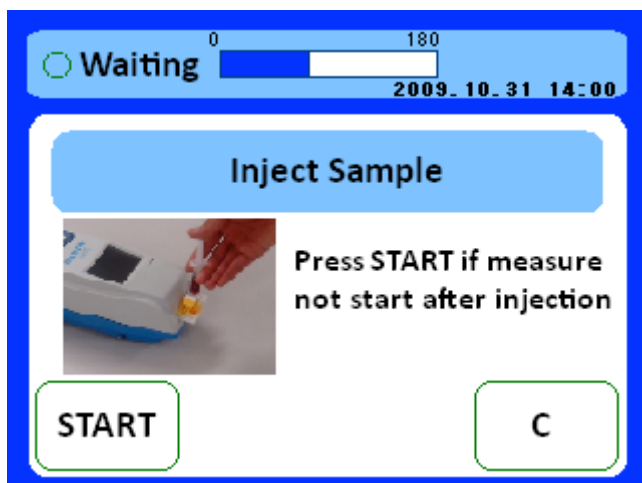 0 180
Waiting
2009.10.31 14:00
Inject Sample
Press START if measure
not start after injection
START C